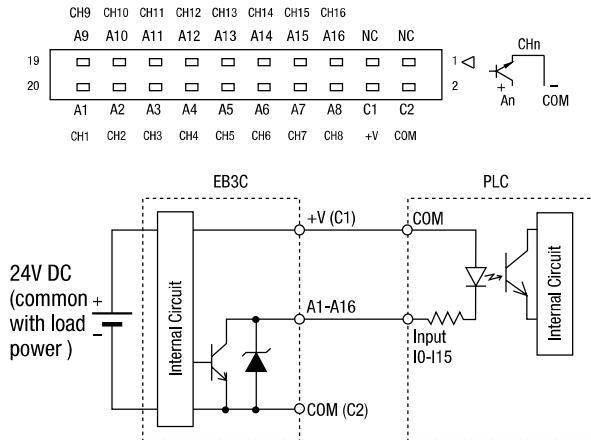 CH9 CH10 CH11 CH12 CH13 CH14 CH15 CH16
A9 A10 A11 A12 A13 A14 A15 A16 NC NC
19 1
20 2
A1 A2 A3 A4 A5 A6 A7 A8 C1 C2
CH1 CH2 CH3 CH4 CH5 CH6 CH7 CH8 +V COM
CHn
+ −
An COM
EB3C
PLC
+V (C1)
COM
24V DC
(common +
with load
power ) −
Internal Circuit
A1-A16
Input
I0-I15
Internal Circuit
COM (C2)